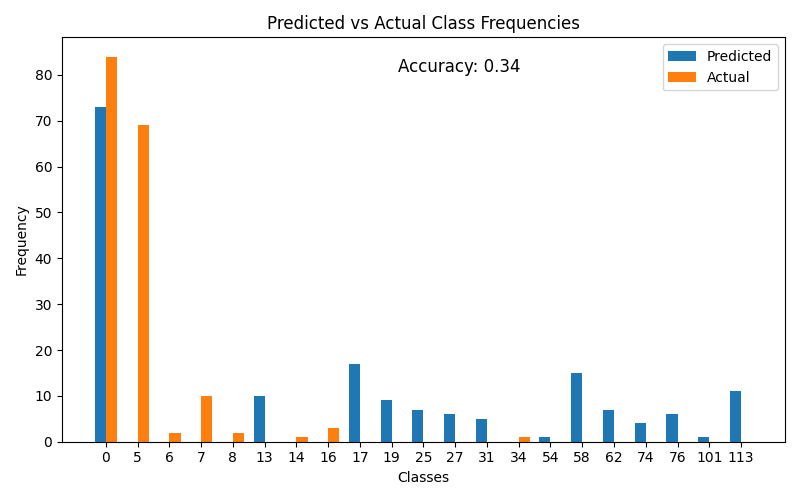 Predicted vs Actual Class Frequencies
Accuracy: 0.34
Predicted
Actual
Frequency
80
70
60
50
40
30
20
10
0
0 5 6 7 8 13 14 16 17 19 25 27 31 34 54 58 62 74 76 101 113
Classes